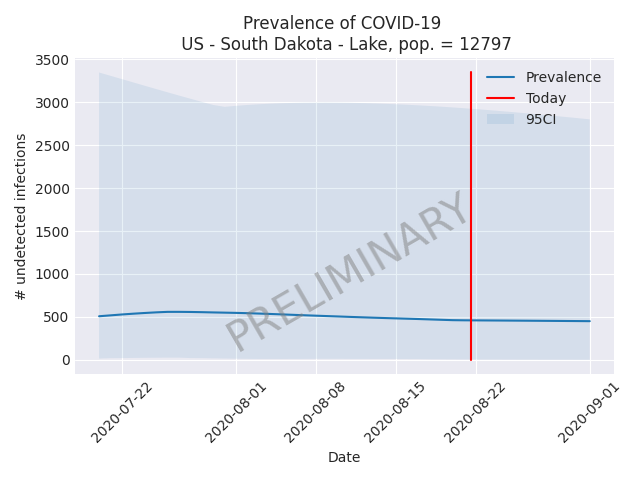 Prevalence of COVID-19
US - South Dakota - Lake, pop. = 12797
3500
3000
2500
2000
1500
1000
500
0
# undetected infections
Prevalence
Today
95CI
PRELIMINARY
2020-07-22
2020-08-01
2020-08-08
2020-08-15
2020-08-22
2020-09-01
Date